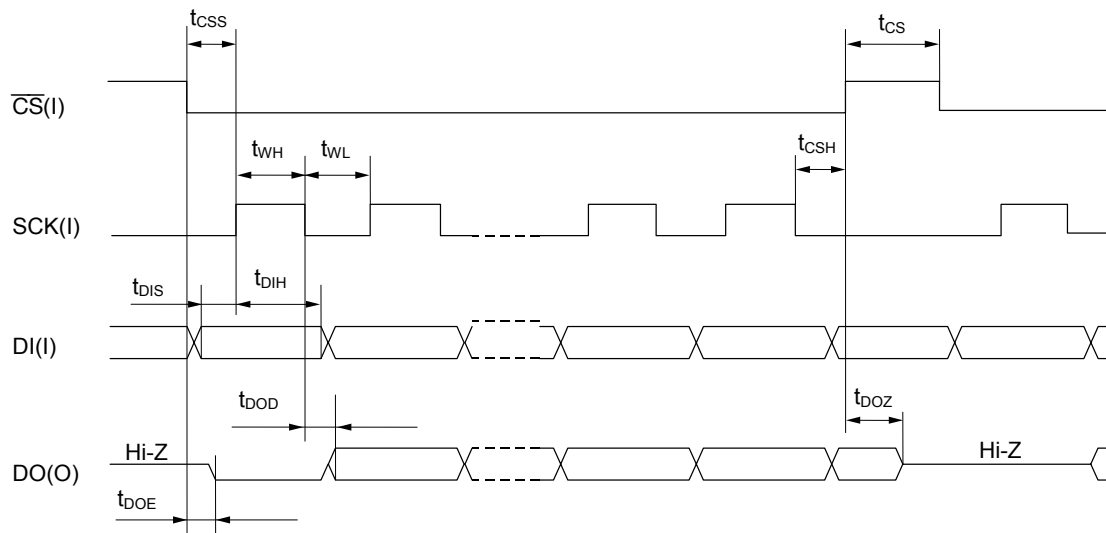 tCSS
tCS
CS(I)
tWH
tWL
tCSH
SCK(I)
tDIS
tDIH
DI(I)
tDOD
tDOZ
Hi-Z
Hi-Z
DO(O)
tDOE